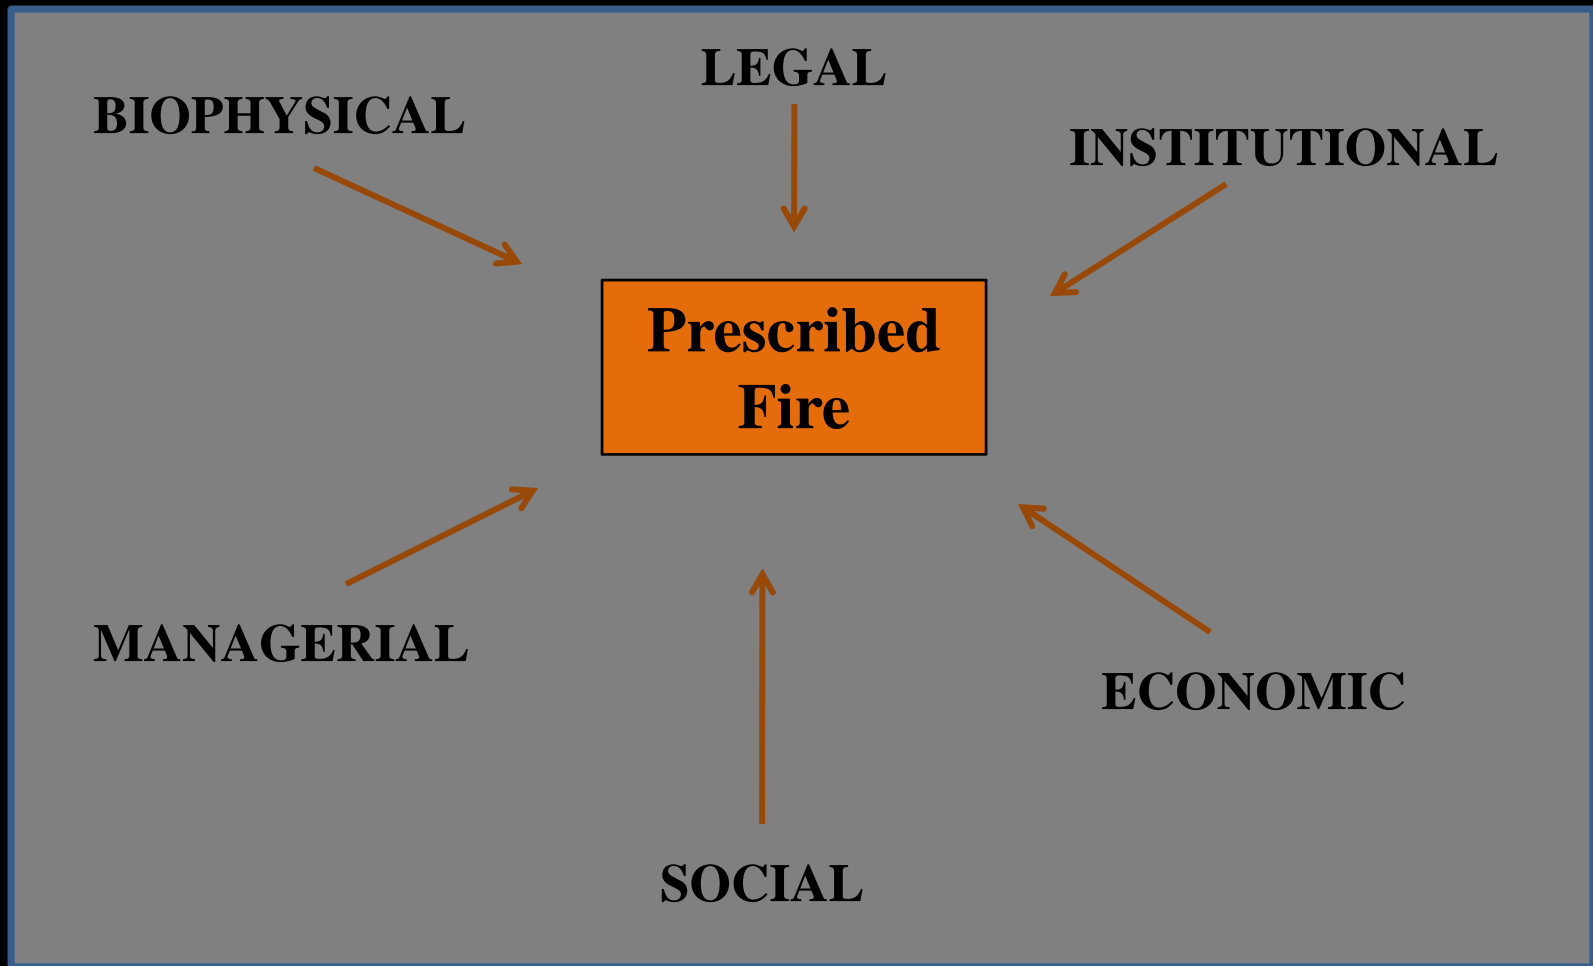 LEGAL
BIOPHYSICAL
INSTITUTIONAL
Prescribed
Fire
MANAGERIAL
ECONOMIC
SOCIAL